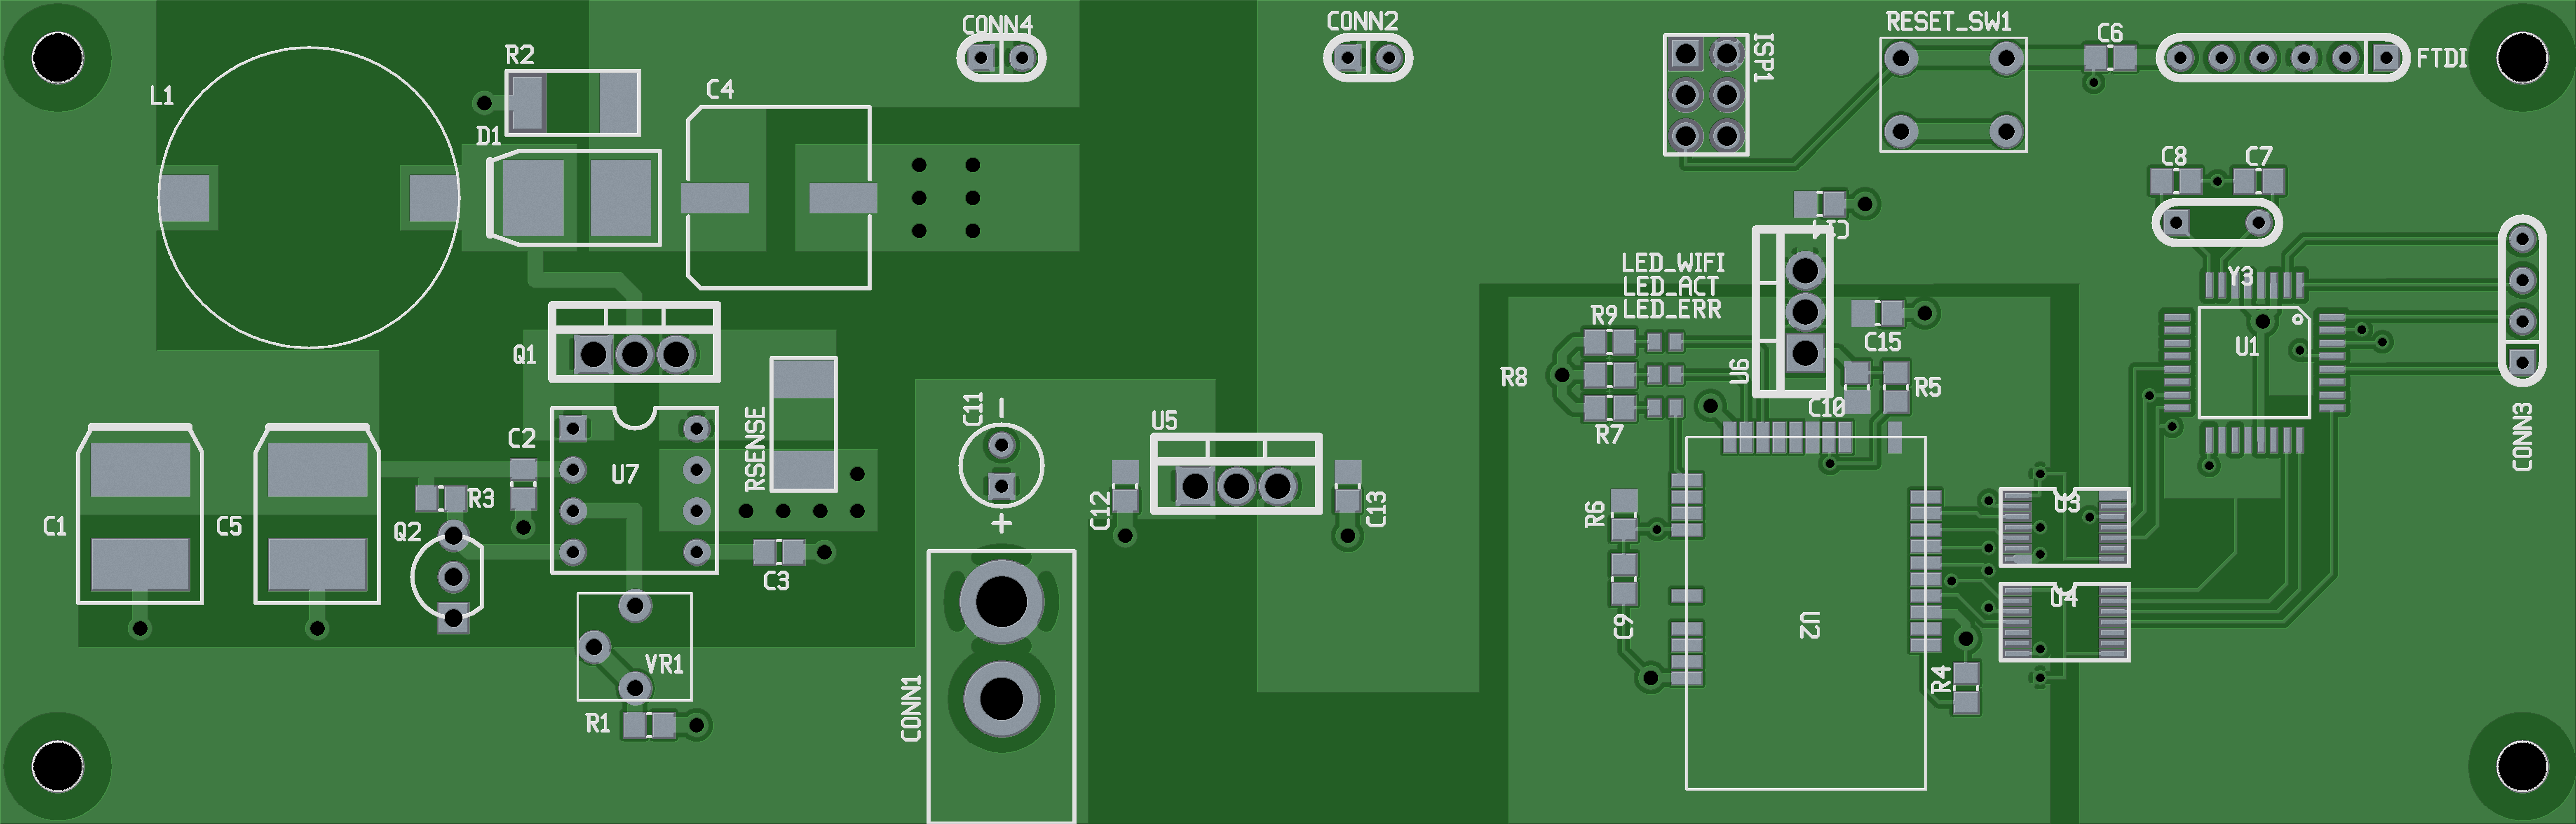 CONN4
CONN2
RESET_SW1
ISP1
C6
FTDI
R2
L1
C4
D1
C8
C7
C14
LED_WIFI
LED_ACT
LED_ERR
Y3
R9
C15
U1
Q1
R8
U6
R5
C10
R7
CONN3
C11
-
U5
RSENSE
C2
U7
R3
C1
C5
Q2
+
C12
C13
R6
U3
C3
C9
U2
U4
VR1
R4
CONN1
R1